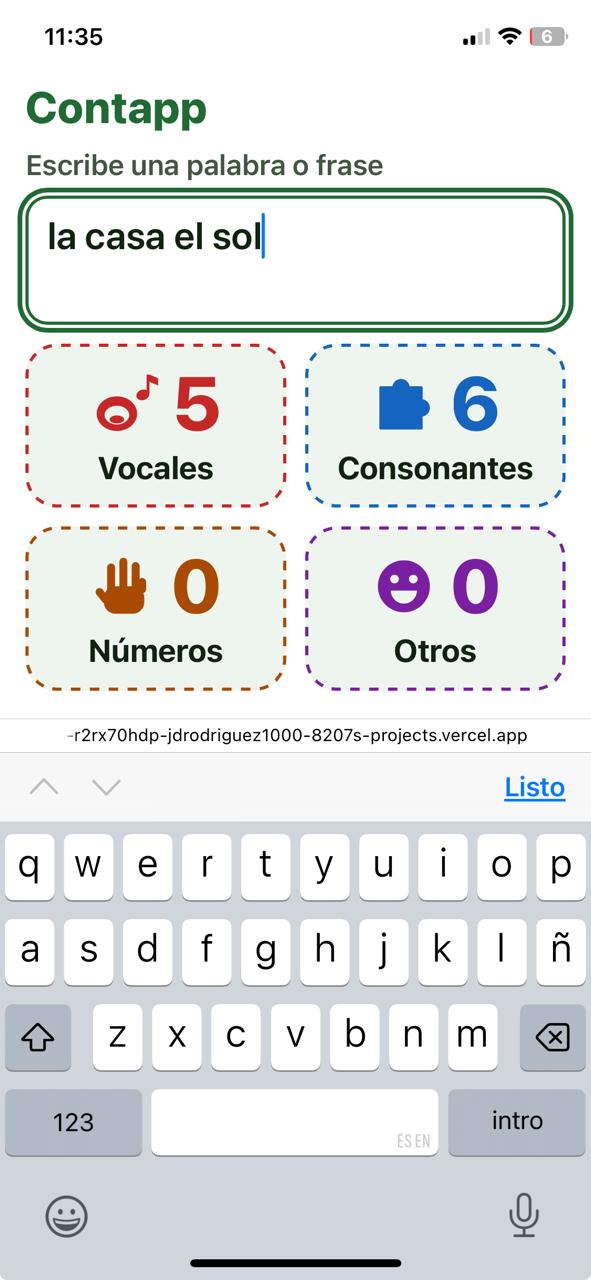 11:35
6
Contapp
Escribe una palabra o frase
la casa el sol
5
Vocales
6
Consonantes
0
Números
0
Otros
-r2rx70hdp-jdrodriguez1000-8207s-projects.vercel.app
Listo
q w e r t y u i o p
a s d f g h j k l ñ
z x c v b n m
123
ES EN
intro